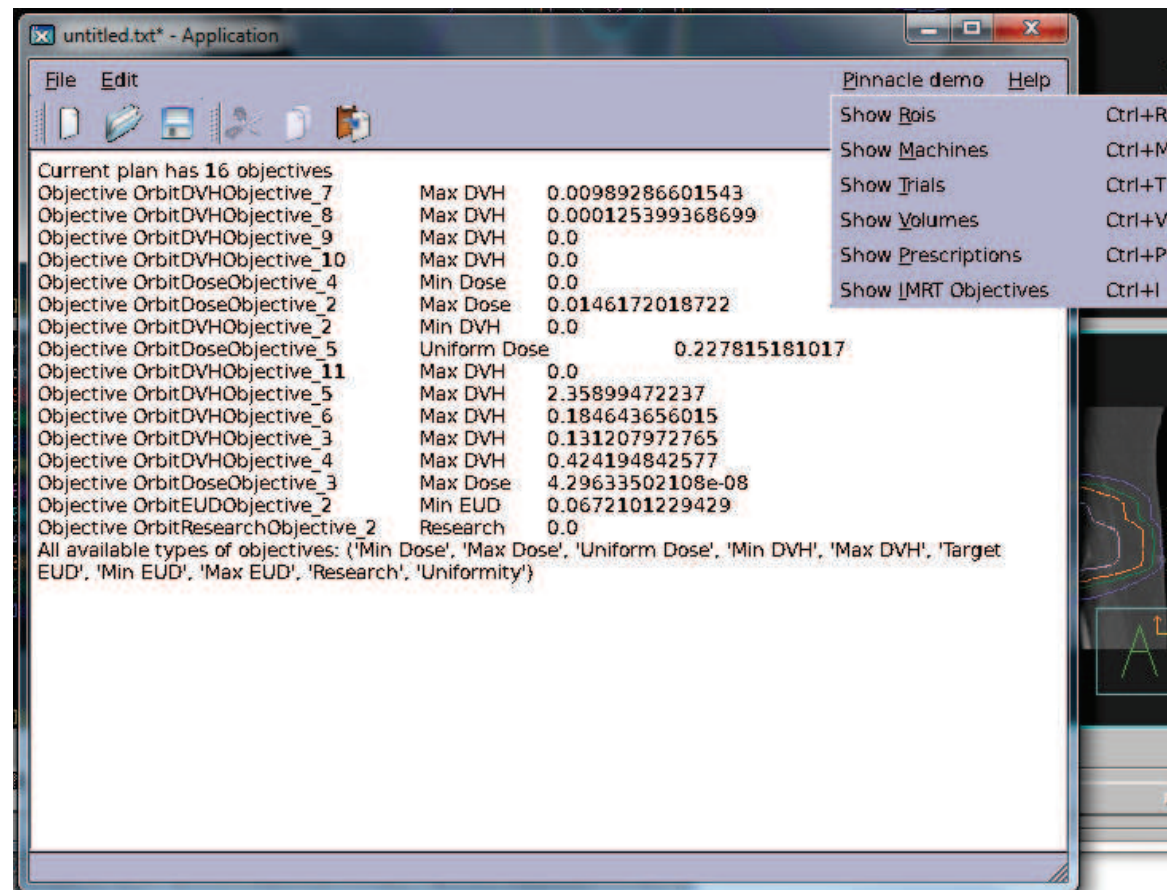 untitled.txt* - Application
File Edit Pinnacle demo Help
Show Rois Ctrl+R
Show Machines Ctrl+M
Show Trials Ctrl+T
Show Volumes Ctrl+V
Show Prescriptions Ctrl+P
Show IMRT Objectives Ctrl+I
Current plan has 16 objectives
Objective OrbitDVHObjective_7 Max DVH 0.00989286601543
Objective OrbitDVHObjective_8 Max DVH 0.000125399368699
Objective OrbitDVHObjective_9 Max DVH 0.0
Objective OrbitDVHObjective_10 Max DVH 0.0
Objective OrbitDoseObjective_4 Min Dose 0.0
Objective OrbitDoseObjective_2 Max Dose 0.0146172018722
Objective OrbitDVHObjective_2 Min DVH 0.0
Objective OrbitDoseObjective_5 Uniform Dose 0.227815181017
Objective OrbitDVHObjective_11 Max DVH 0.0
Objective OrbitDVHObjective_5 Max DVH 2.35899472237
Objective OrbitDVHObjective_6 Max DVH 0.184643656015
Objective OrbitDVHObjective_3 Max DVH 0.131207972765
Objective OrbitDVHObjective_4 Max DVH 0.424194842577
Objective OrbitDoseObjective_3 Max Dose 4.29633502108e-08
Objective OrbitEUDObjective_2 Min EUD 0.0672101229429
Objective OrbitResearchObjective_2 Research 0.0
All available types of objectives: ('Min Dose', 'Max Dose', 'Uniform Dose', 'Min DVH', 'Max DVH', 'Target
EUD', 'Min EUD', 'Max EUD', 'Research', 'Uniformity')
A